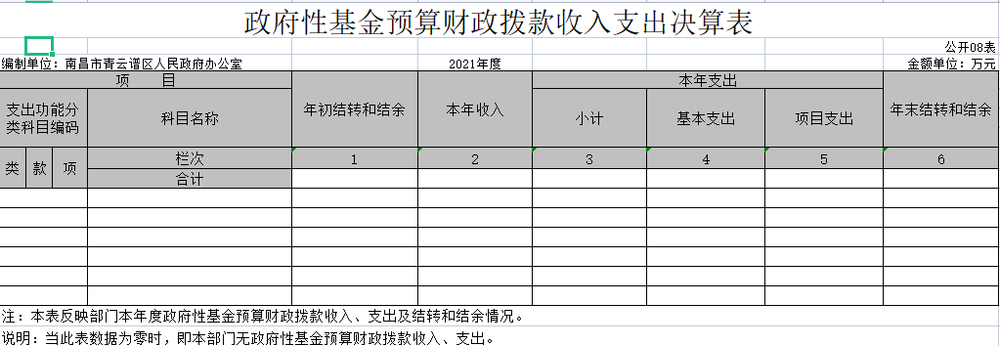 政府性基金预算财政拨款收入支出决算表
公开08表
编制单位：南昌市青云谱区人民政府办公室 2021年度 金额单位：万元
项 目 年初结转和结余 本年收入 本年支出 年末结转和结余
支出功能分类科目编码 科目名称 小计 基本支出 项目支出
类 款 项 栏次 1 2 3 4 5 6
合计
注：本表反映部门本年度政府性基金预算财政拨款收入、支出及结转和结余情况。
说明：当此表数据为零时，即本部门无政府性基金预算财政拨款收入、支出。